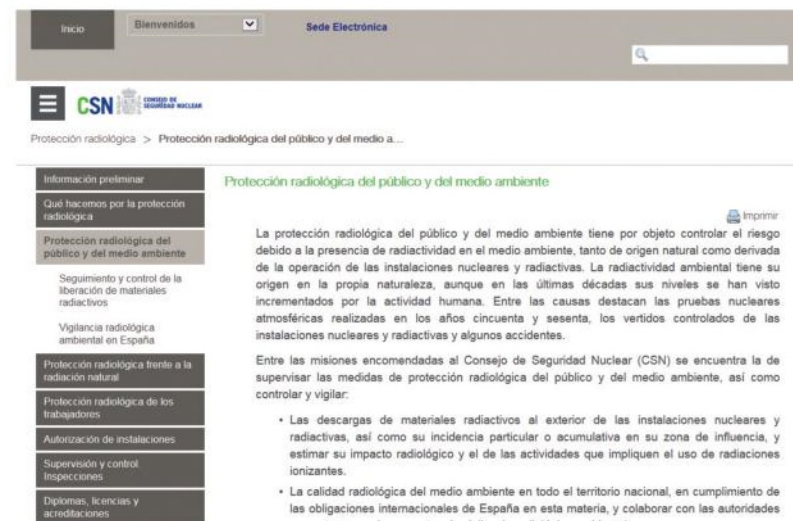 Inicio
Bienvenidos
Sede Electrónica
CSN
CONSEJO DE
SEGURIDAD NUCLEAR
Protección radiológica > Protección radiológica del público y del medio a...
Información preliminar
Qué hacemos por la protección
radiológica
Protección radiológica del
público y del medio ambiente
Seguimiento y control de la
liberación de materiales
radiactivos
Vigilancia radiológica
ambiental en España
Protección radiológica frente a la
radiación natural
Protección radiológica de los
trabajadores
Autorización de instalaciones
Supervisión y control.
Inspecciones
Diplomas, licencias y
acreditaciones
Protección radiológica del público y del medio ambiente
Imprimir
La protección radiológica del público y del medio ambiente tiene por objeto controlar el riesgo
debido a la presencia de radiactividad en el medio ambiente, tanto de origen natural como derivada
de la operación de las instalaciones nucleares y radiactivas. La radiactividad ambiental tiene su
origen en la propia naturaleza, aunque en las últimas décadas sus niveles se han visto
incrementados por la actividad humana. Entre las causas destacan las pruebas nucleares
atmosféricas realizadas en los años cincuenta y sesenta, los vertidos controlados de las
instalaciones nucleares y radiactivas y algunos accidentes.
Entre las misiones encomendadas al Consejo de Seguridad Nuclear (CSN) se encuentra la de
supervisar las medidas de protección radiológica del público y del medio ambiente, así como
controlar y vigilar:
• Las descargas de materiales radiactivos al exterior de las instalaciones nucleares y
radiactivas, así como su incidencia particular o acumulativa en su zona de influencia, y
estimar su impacto radiológico y el de las actividades que impliquen el uso de radiaciones
ionizantes.
• La calidad radiológica del medio ambiente en todo el territorio nacional, en cumplimiento de
las obligaciones internacionales de España en esta materia, y colaborar con las autoridades